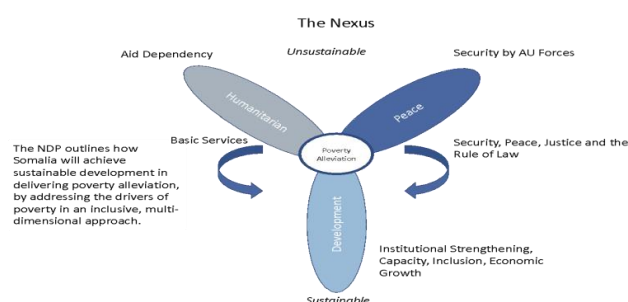 The Nexus
Unsustainable
Aid Dependency
Security by AU Forces
Humanitarian
Peace
Poverty
Alleviation
Basic Services
Security, Peace, Justice and the
Rule of Law
The NDP outlines how
Somalia will achieve
sustainable development in
delivering poverty alleviation,
by addressing the drivers of
poverty in an inclusive, multi-
dimensional approach.
Development
Institutional Strengthening,
Capacity, Inclusion, Economic
Growth
Sustainable